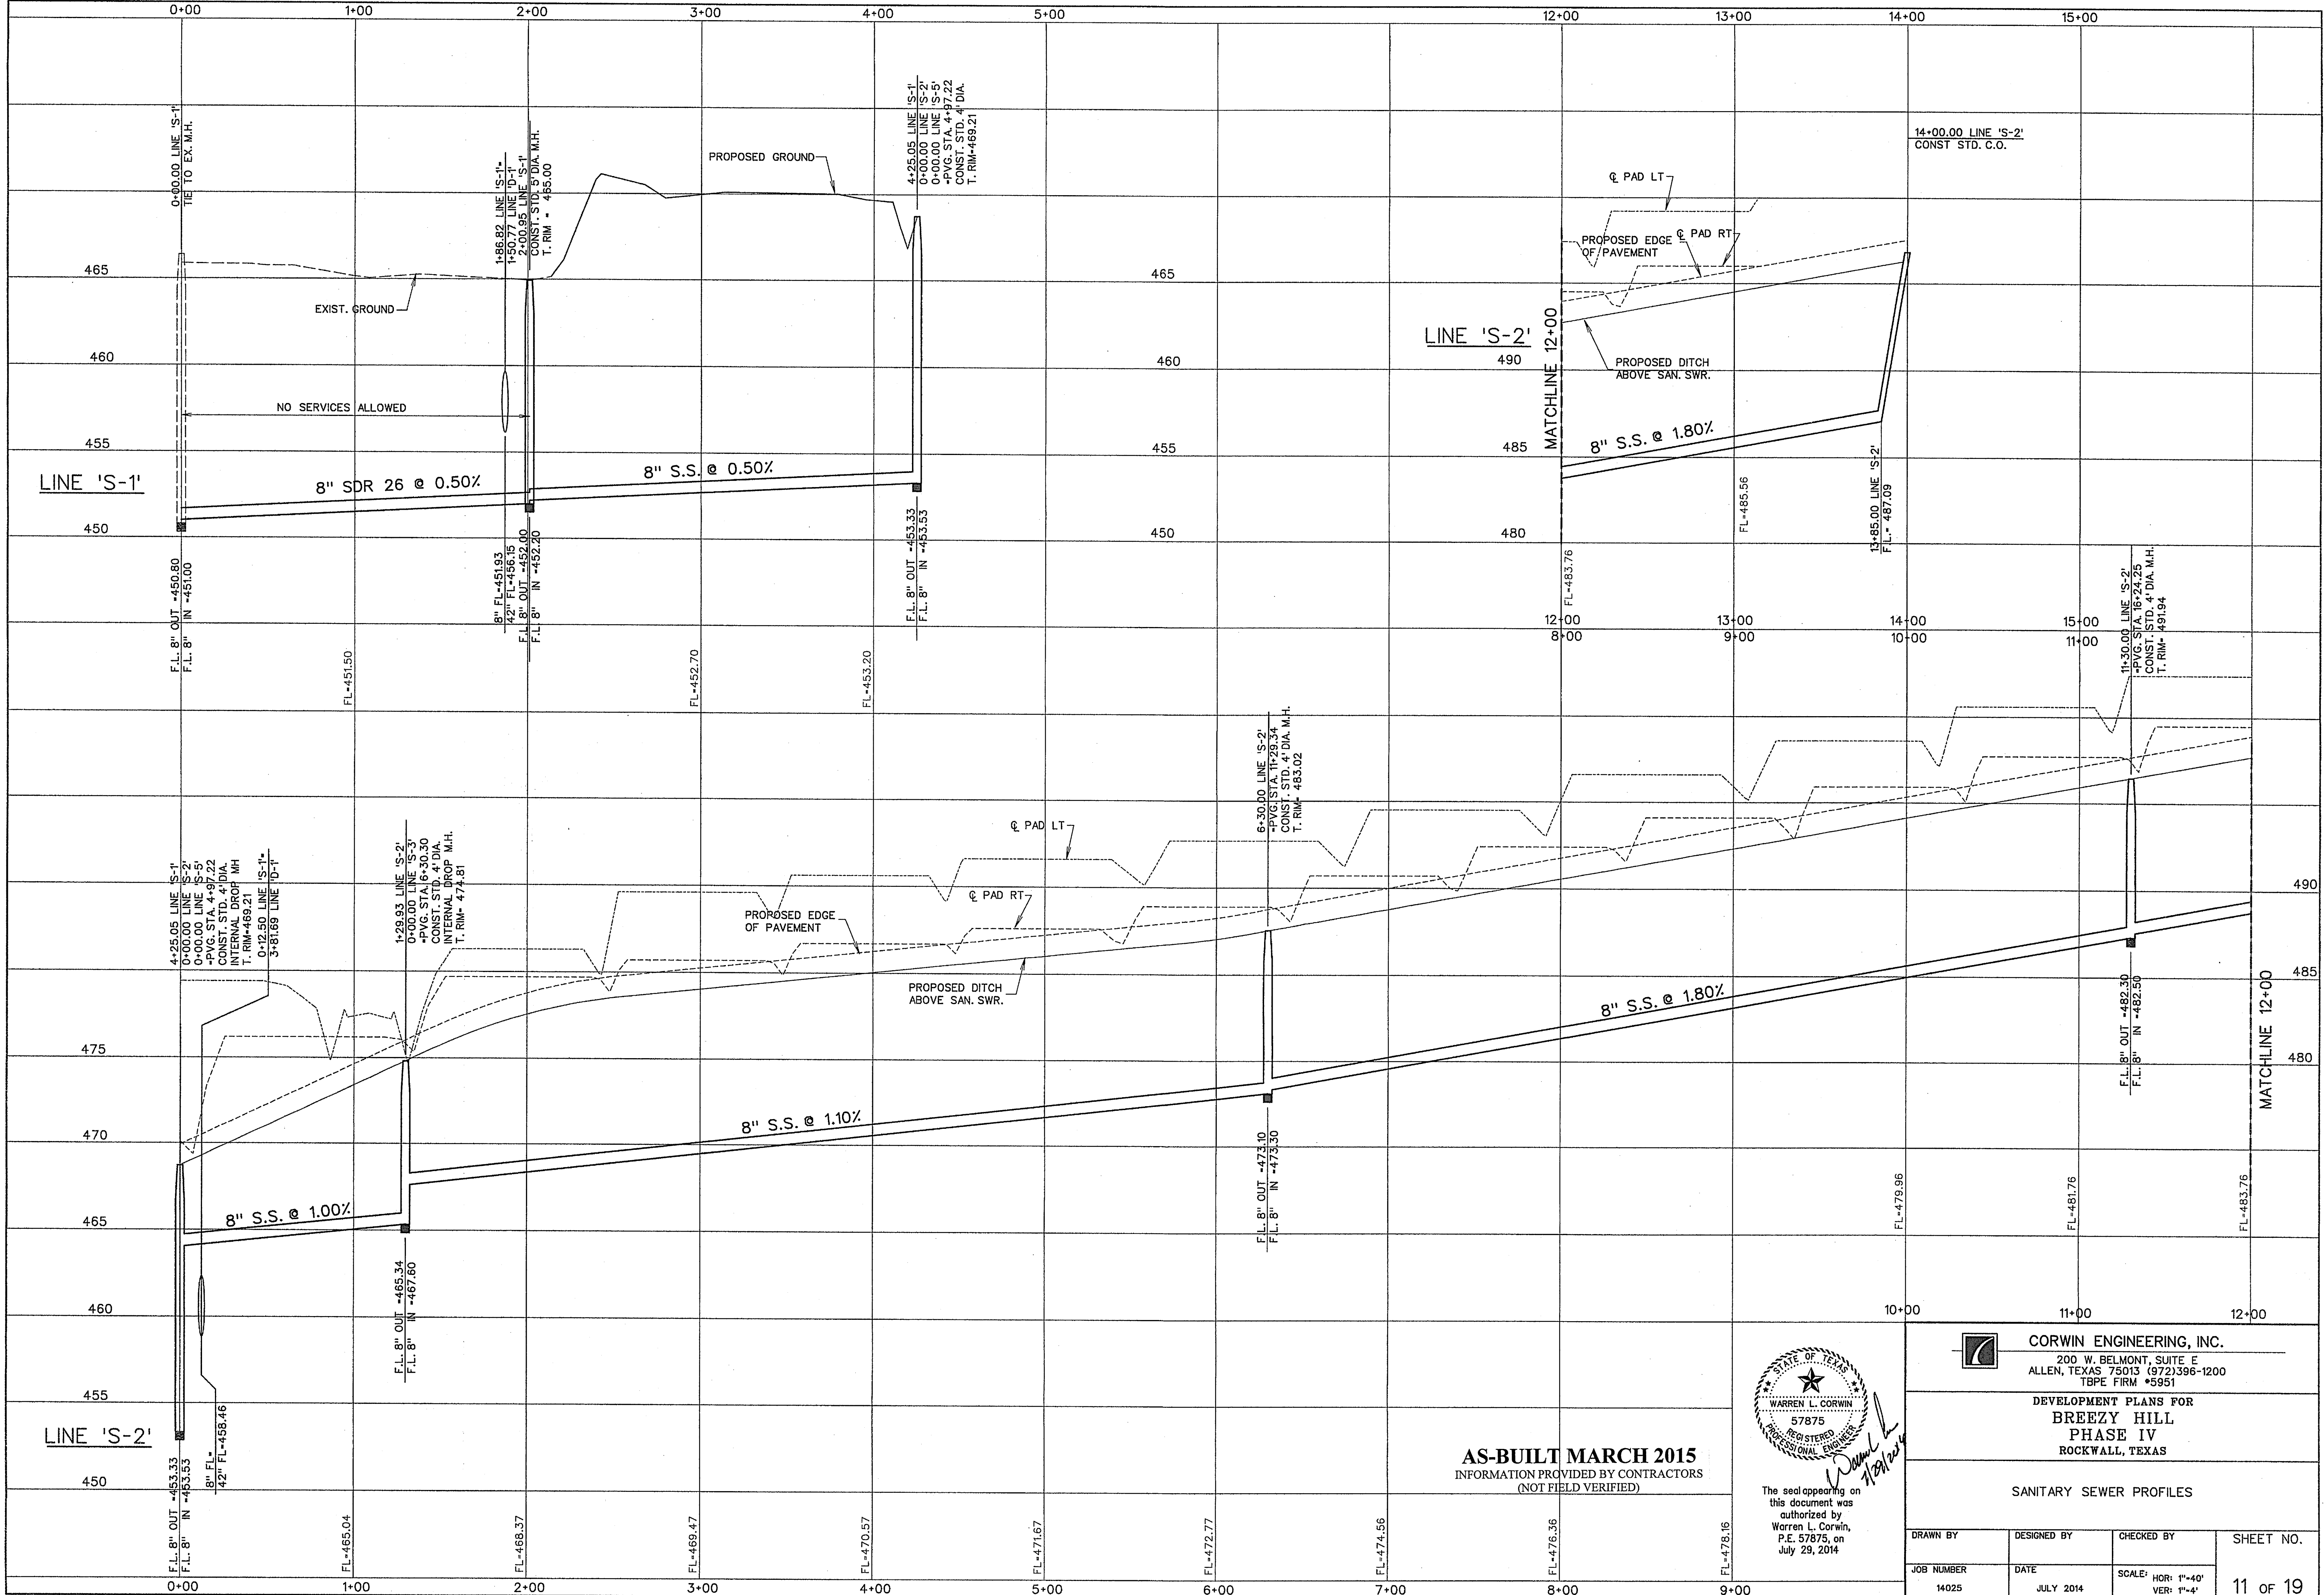 0+00
1+00
2+00
3+00
4+00
5+00
12+00
13+00
14+00
15+00
0+00.00 LINE 'S-1'
TIE TO EX. M.H.
1+86.82 LINE 'S-1'=
1+50.77 LINE 'D-1'
2+00.95 LINE 'S-1'
CONST. STD. 5' DIA. M.H.
T. RIM = 465.00
PROPOSED GROUND
4+25.05 LINE 'S-1'
0+00.00 LINE 'S-2'
0+00.00 LINE 'S-5'
=PVG. STA. 4+97.22
CONST. STD. 4' DIA.
T. RIM=469.21
EXIST. GROUND
465
460
455
450
465
460
455
450
NO SERVICES ALLOWED
LINE 'S-1'
8" SDR 26 @ 0.50%
8" S.S. @ 0.50%
F.L. 8" OUT =450.80
F.L. 8" IN =451.00
FL=451.50
8" FL=451.93
42" FL=456.15
F.L. 8" OUT =452.00
F.L. 8" IN =452.20
FL=452.70
FL=453.20
F.L. 8" OUT =453.33
F.L. 8" IN =453.53
14+00.00 LINE 'S-2'
CONST STD. C.O.
℄ PAD LT
℄ PAD RT
PROPOSED EDGE
OF PAVEMENT
LINE 'S-2'
490
485
480
MATCHLINE 12+00
PROPOSED DITCH
ABOVE SAN. SWR.
8" S.S. @ 1.80%
FL=483.76
FL=485.56
13+85.00 LINE 'S-2'
F.L.= 487.09
12+00
13+00
14+00
15+00
8+00
9+00
10+00
11+00
4+25.05 LINE 'S-1'
0+00.00 LINE 'S-2'
0+00.00 LINE 'S-5'
=PVG. STA. 4+97.22
CONST. STD. 4' DIA.
INTERNAL DROP MH
T. RIM=469.21
0+12.50 LINE 'S-1'=
3+81.69 LINE 'D-1'
1+29.93 LINE 'S-2'
0+00.00 LINE 'S-3'
=PVG. STA. 6+30.30
CONST. STD. 4' DIA.
INTERNAL DROP M.H.
T. RIM= 474.81
PROPOSED EDGE
OF PAVEMENT
℄ PAD LT
℄ PAD RT
PROPOSED DITCH
ABOVE SAN. SWR.
6+30.00 LINE 'S-2'
=PVG. STA. 11+29.34
CONST. STD. 4' DIA. M.H.
T. RIM= 483.02
11+30.00 LINE 'S-2'
=PVG. STA. 16+24.25
CONST. STD. 4' DIA. M.H.
T. RIM= 491.94
490
485
480
MATCHLINE 12+00
475
470
465
460
455
450
8" S.S. @ 1.00%
8" S.S. @ 1.10%
8" S.S. @ 1.80%
F.L. 8" OUT =465.34
F.L. 8" IN =467.60
F.L. 8" OUT =473.10
F.L. 8" IN =473.30
F.L. 8" OUT =482.30
F.L. 8" IN =482.50
LINE 'S-2'
F.L. 8" OUT =453.33
F.L. 8" IN =453.53
8" FL=
42" FL=458.46
FL=465.04
FL=468.37
FL=469.47
FL=470.57
FL=471.67
FL=472.77
FL=474.56
FL=476.36
FL=478.16
FL=479.96
FL=481.76
FL=483.76
10+00
11+00
12+00
0+00
1+00
2+00
3+00
4+00
5+00
6+00
7+00
8+00
9+00
AS-BUILT MARCH 2015
INFORMATION PROVIDED BY CONTRACTORS
(NOT FIELD VERIFIED)
STATE OF TEXAS
WARREN L. CORWIN
57875
REGISTERED
PROFESSIONAL ENGINEER
7/29/2014
The seal appearing on
this document was
authorized by
Warren L. Corwin,
P.E. 57875, on
July 29, 2014
CORWIN ENGINEERING, INC.
200 W. BELMONT, SUITE E
ALLEN, TEXAS 75013 (972)396-1200
TBPE FIRM #5951
DEVELOPMENT PLANS FOR
BREEZY HILL
PHASE IV
ROCKWALL, TEXAS
SANITARY SEWER PROFILES
DRAWN BY
DESIGNED BY
CHECKED BY
SHEET NO.
JOB NUMBER
14025
DATE
JULY 2014
SCALE: HOR: 1"=40'
VER: 1"=4'
11 OF 19